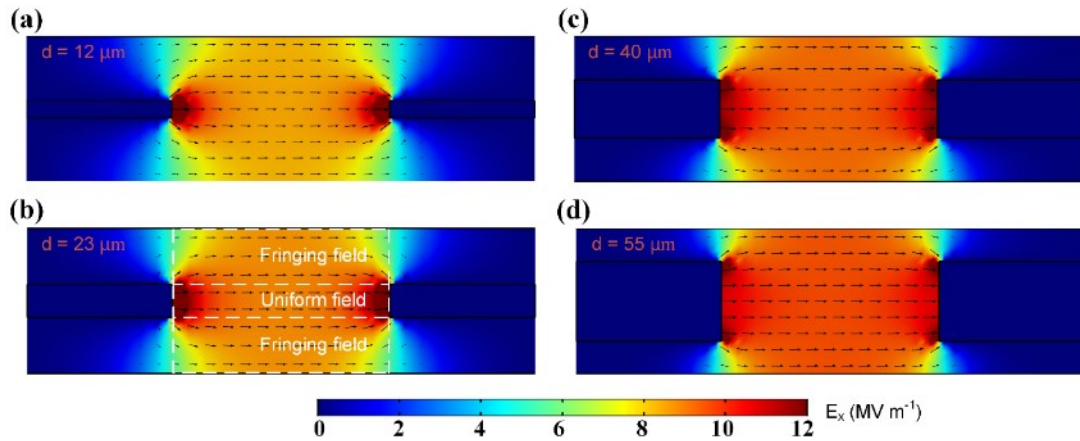 (a)
d = 12 μm
(c)
d = 40 μm
(b)
d = 23 μm
Fringing field
Uniform field
Fringing field
(d)
d = 55 μm
0 2 4 6 8 10 12 Eₓ (MV m⁻¹)